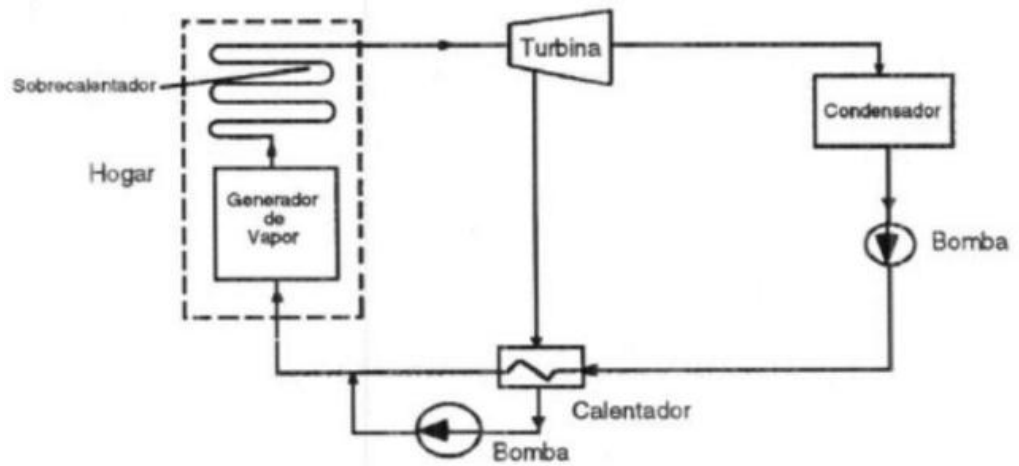 Turbina
Sobrecalentador
Condensador
Hogar
Generador
de
Vapor
Bomba
Calentador
Bomba